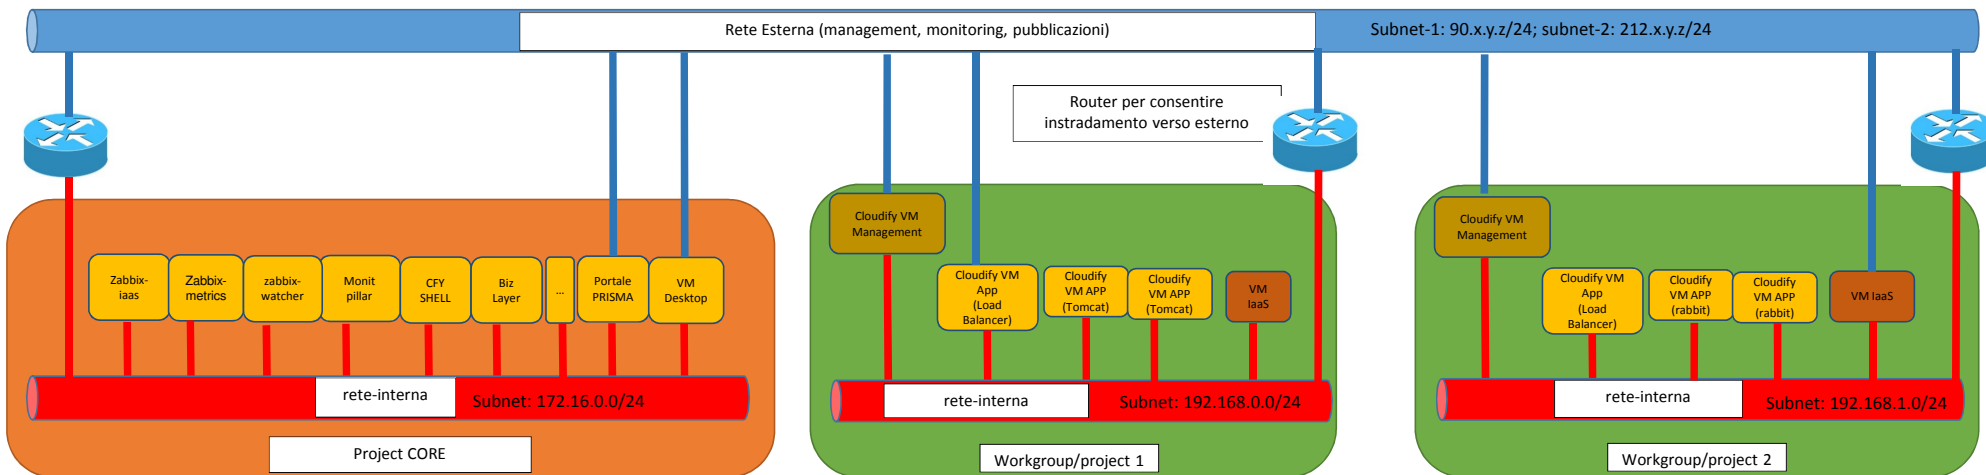 Rete Esterna (management, monitoring, pubblicazioni)
Subnet-1: 90.x.y.z/24; subnet-2: 212.x.y.z/24
Router per consentire
instradamento verso esterno
Zabbix-
iaas
Zabbix-
metrics
zabbix-
watcher
Monit
pillar
CFY
SHELL
Biz
Layer
...
Portale
PRISMA
VM
Desktop
rete-interna
Subnet: 172.16.0.0/24
Project CORE
Cloudify VM
Management
Cloudify VM
App
(Load
Balancer)
Cloudify
VM APP
(Tomcat)
Cloudify
VM APP
(Tomcat)
VM
IaaS
rete-interna
Subnet: 192.168.0.0/24
Workgroup/project 1
Cloudify VM
Management
Cloudify VM
App
(Load
Balancer)
Cloudify
VM APP
(rabbit)
Cloudify
VM APP
(rabbit)
VM IaaS
rete-interna
Subnet: 192.168.1.0/24
Workgroup/project 2